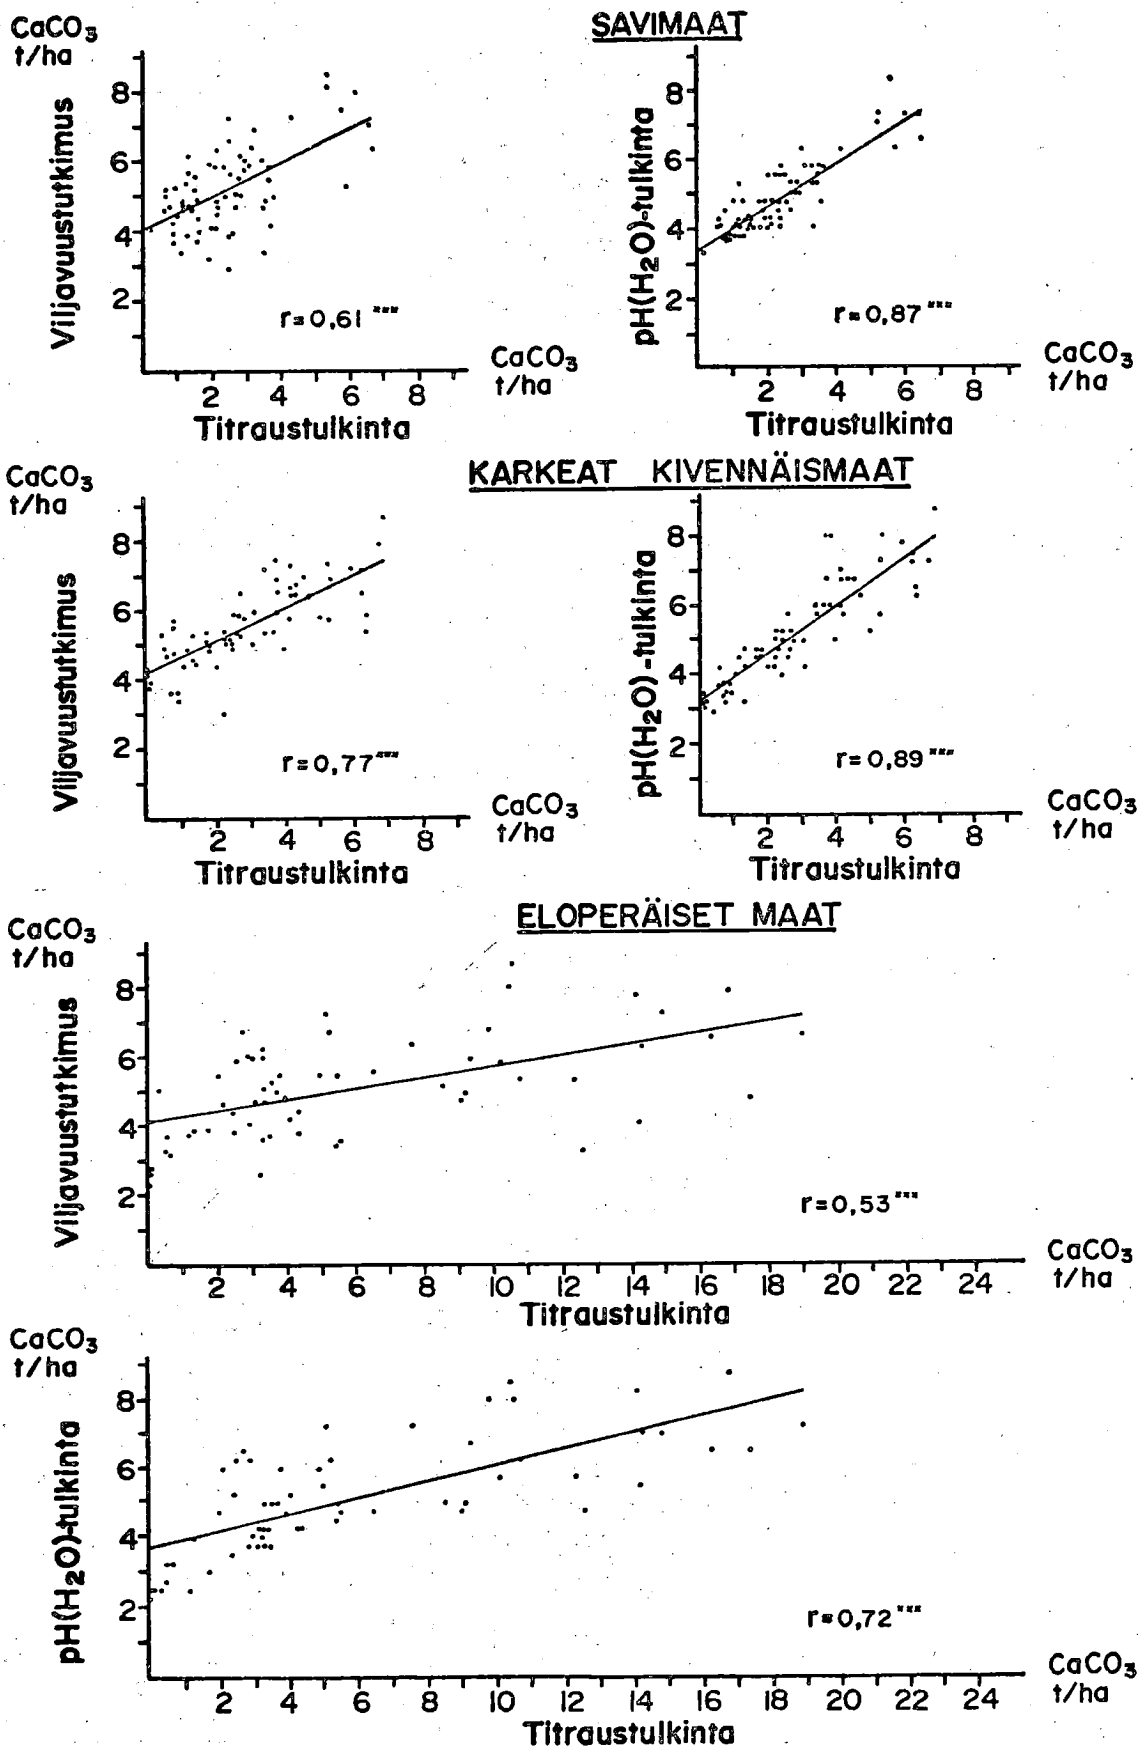 SAVIMAAT
CaCO3
t/ha
Viljavuustutkimus
8
6
4
2
r=0,61***
2 4 6 8
CaCO3
t/ha
Titraustulkinta
pH(H2O)-tulkinta
8
6
4
2
r=0,87***
2 4 6 8
CaCO3
t/ha
Titraustulkinta
KARKEAT KIVENNÄISMAAT
CaCO3
t/ha
Viljavuustutkimus
8
6
4
2
r=0,77***
2 4 6 8
CaCO3
t/ha
Titraustulkinta
pH(H2O)-tulkinta
8
6
4
2
r=0,89***
2 4 6 8
CaCO3
t/ha
Titraustulkinta
ELOPERÄISET MAAT
CaCO3
t/ha
Viljavuustutkimus
8
6
4
2
r=0,53***
2 4 6 8 10 12 14 16 18 20 22 24
CaCO3
t/ha
Titraustulkinta
CaCO3
t/ha
pH(H2O)-tulkinta
8
6
4
2
r=0,72***
2 4 6 8 10 12 14 16 18 20 22 24
CaCO3
t/ha
Titraustulkinta